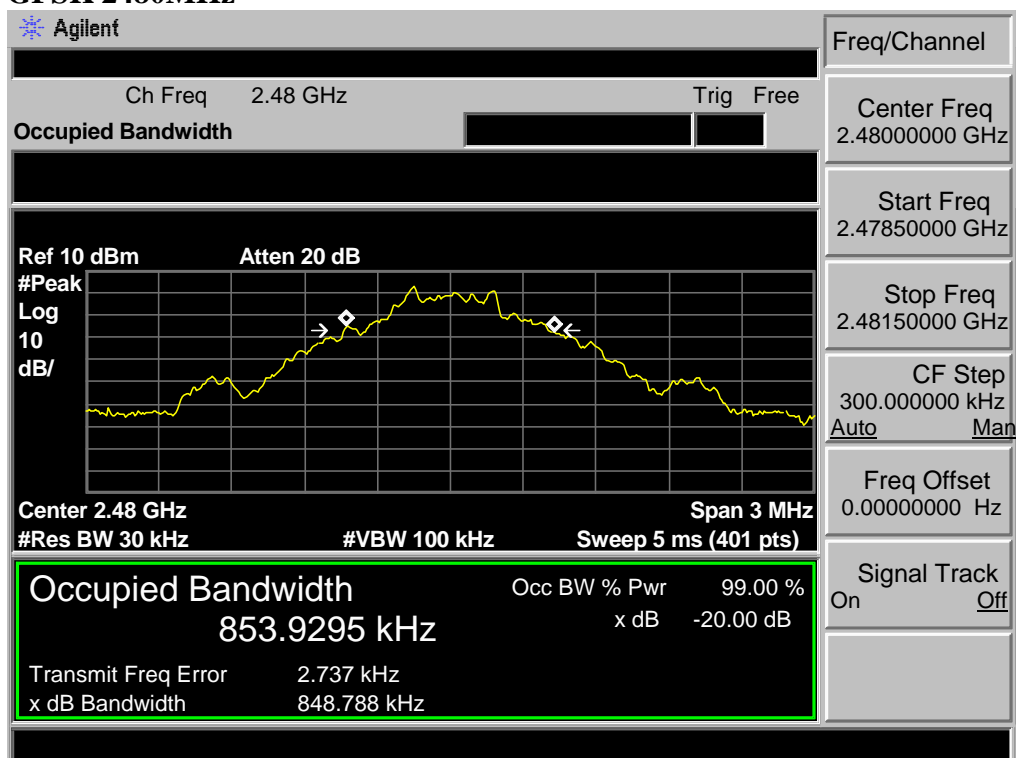 GFSK 2480MHz
Agilent
Freq/Channel
Ch Freq 2.48 GHz Trig Free
Occupied Bandwidth
Center Freq
2.48000000 GHz
Start Freq
2.47850000 GHz
Stop Freq
2.48150000 GHz
CF Step
300.000000 kHz
Auto Man
Freq Offset
0.00000000 Hz
Signal Track
On Off
Ref 10 dBm Atten 20 dB
#Peak
Log
10
dB/
Center 2.48 GHz Span 3 MHz
#Res BW 30 kHz #VBW 100 kHz Sweep 5 ms (401 pts)
Occupied Bandwidth
853.9295 kHz
Occ BW % Pwr 99.00 %
x dB -20.00 dB
Transmit Freq Error 2.737 kHz
x dB Bandwidth 848.788 kHz